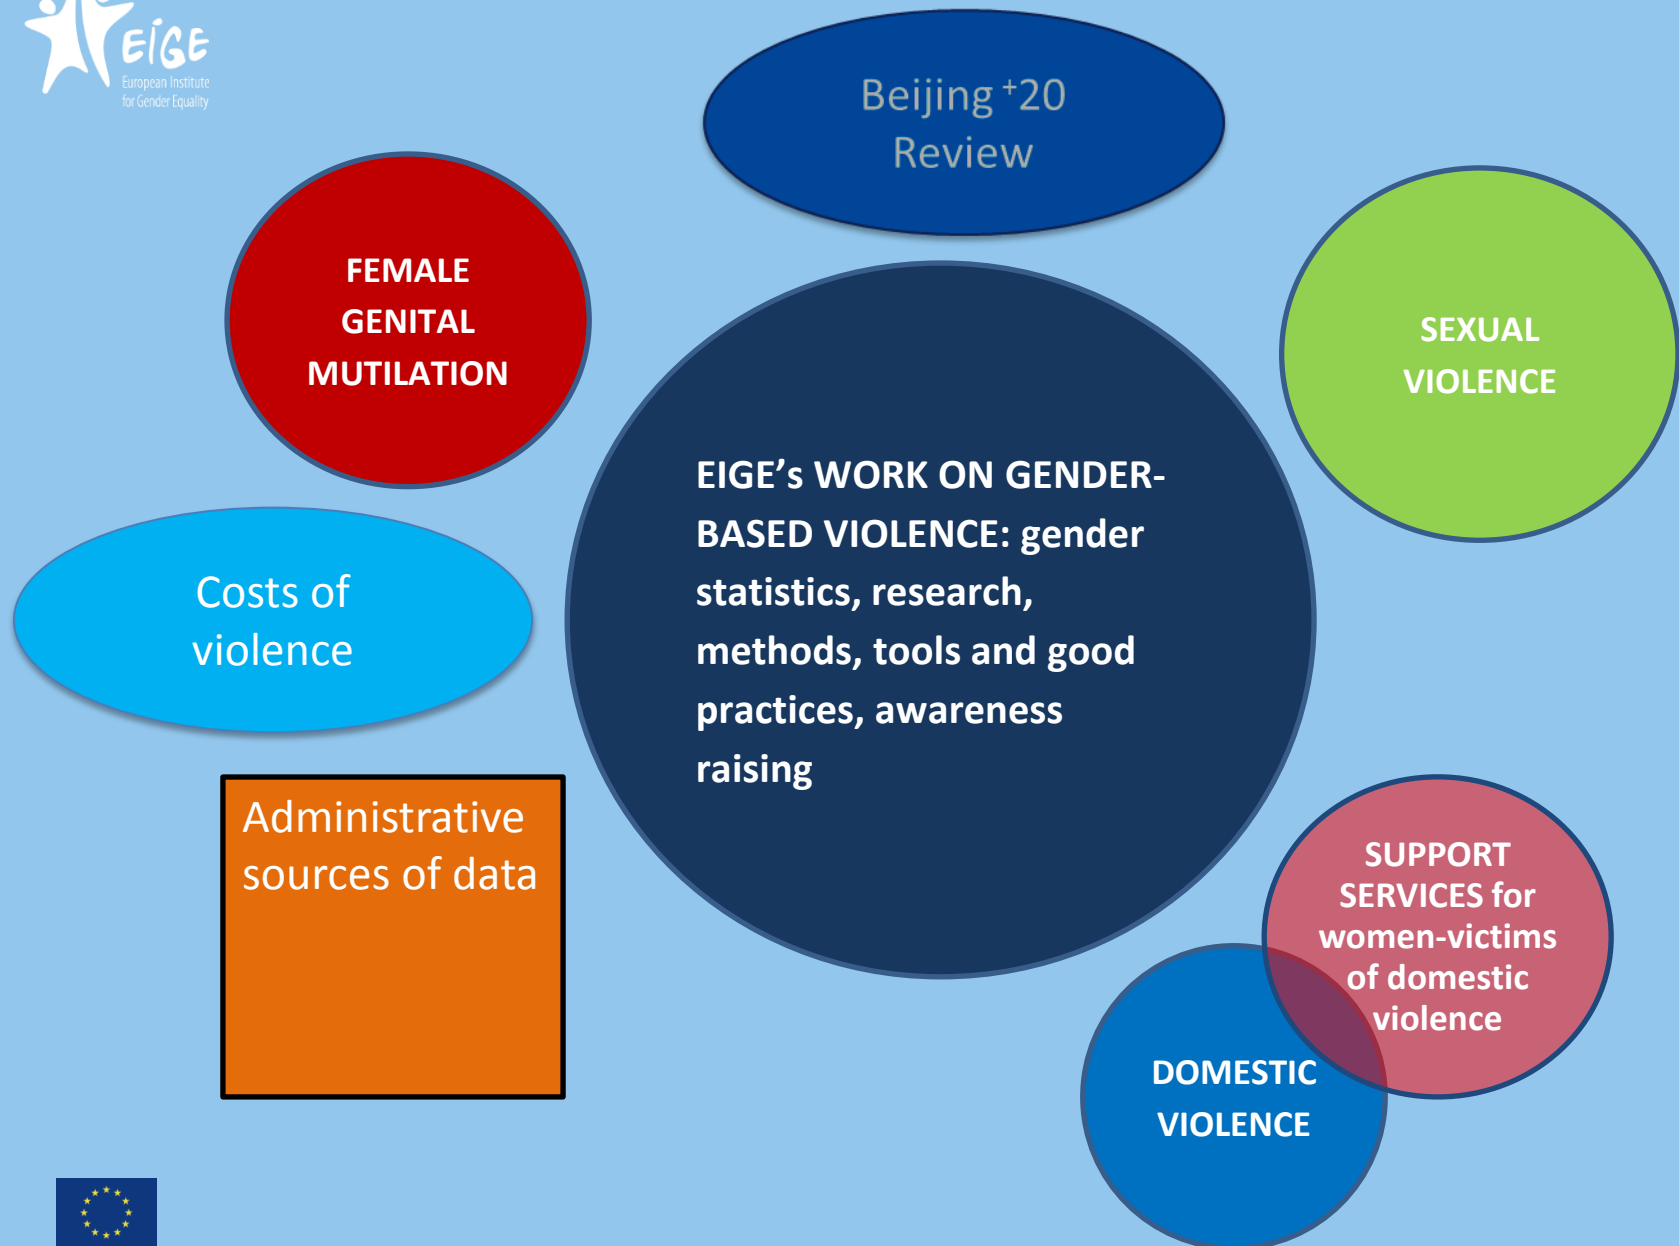 EIGE
European Institute
for Gender Equality
Beijing +20
Review
FEMALE
GENITAL
MUTILATION
SEXUAL
VIOLENCE
EIGE’s WORK ON GENDER-
BASED VIOLENCE: gender
statistics, research,
methods, tools and good
practices, awareness
raising
Costs of
violence
Administrative
sources of data
SUPPORT
SERVICES for
women-victims
of domestic
violence
DOMESTIC
VIOLENCE